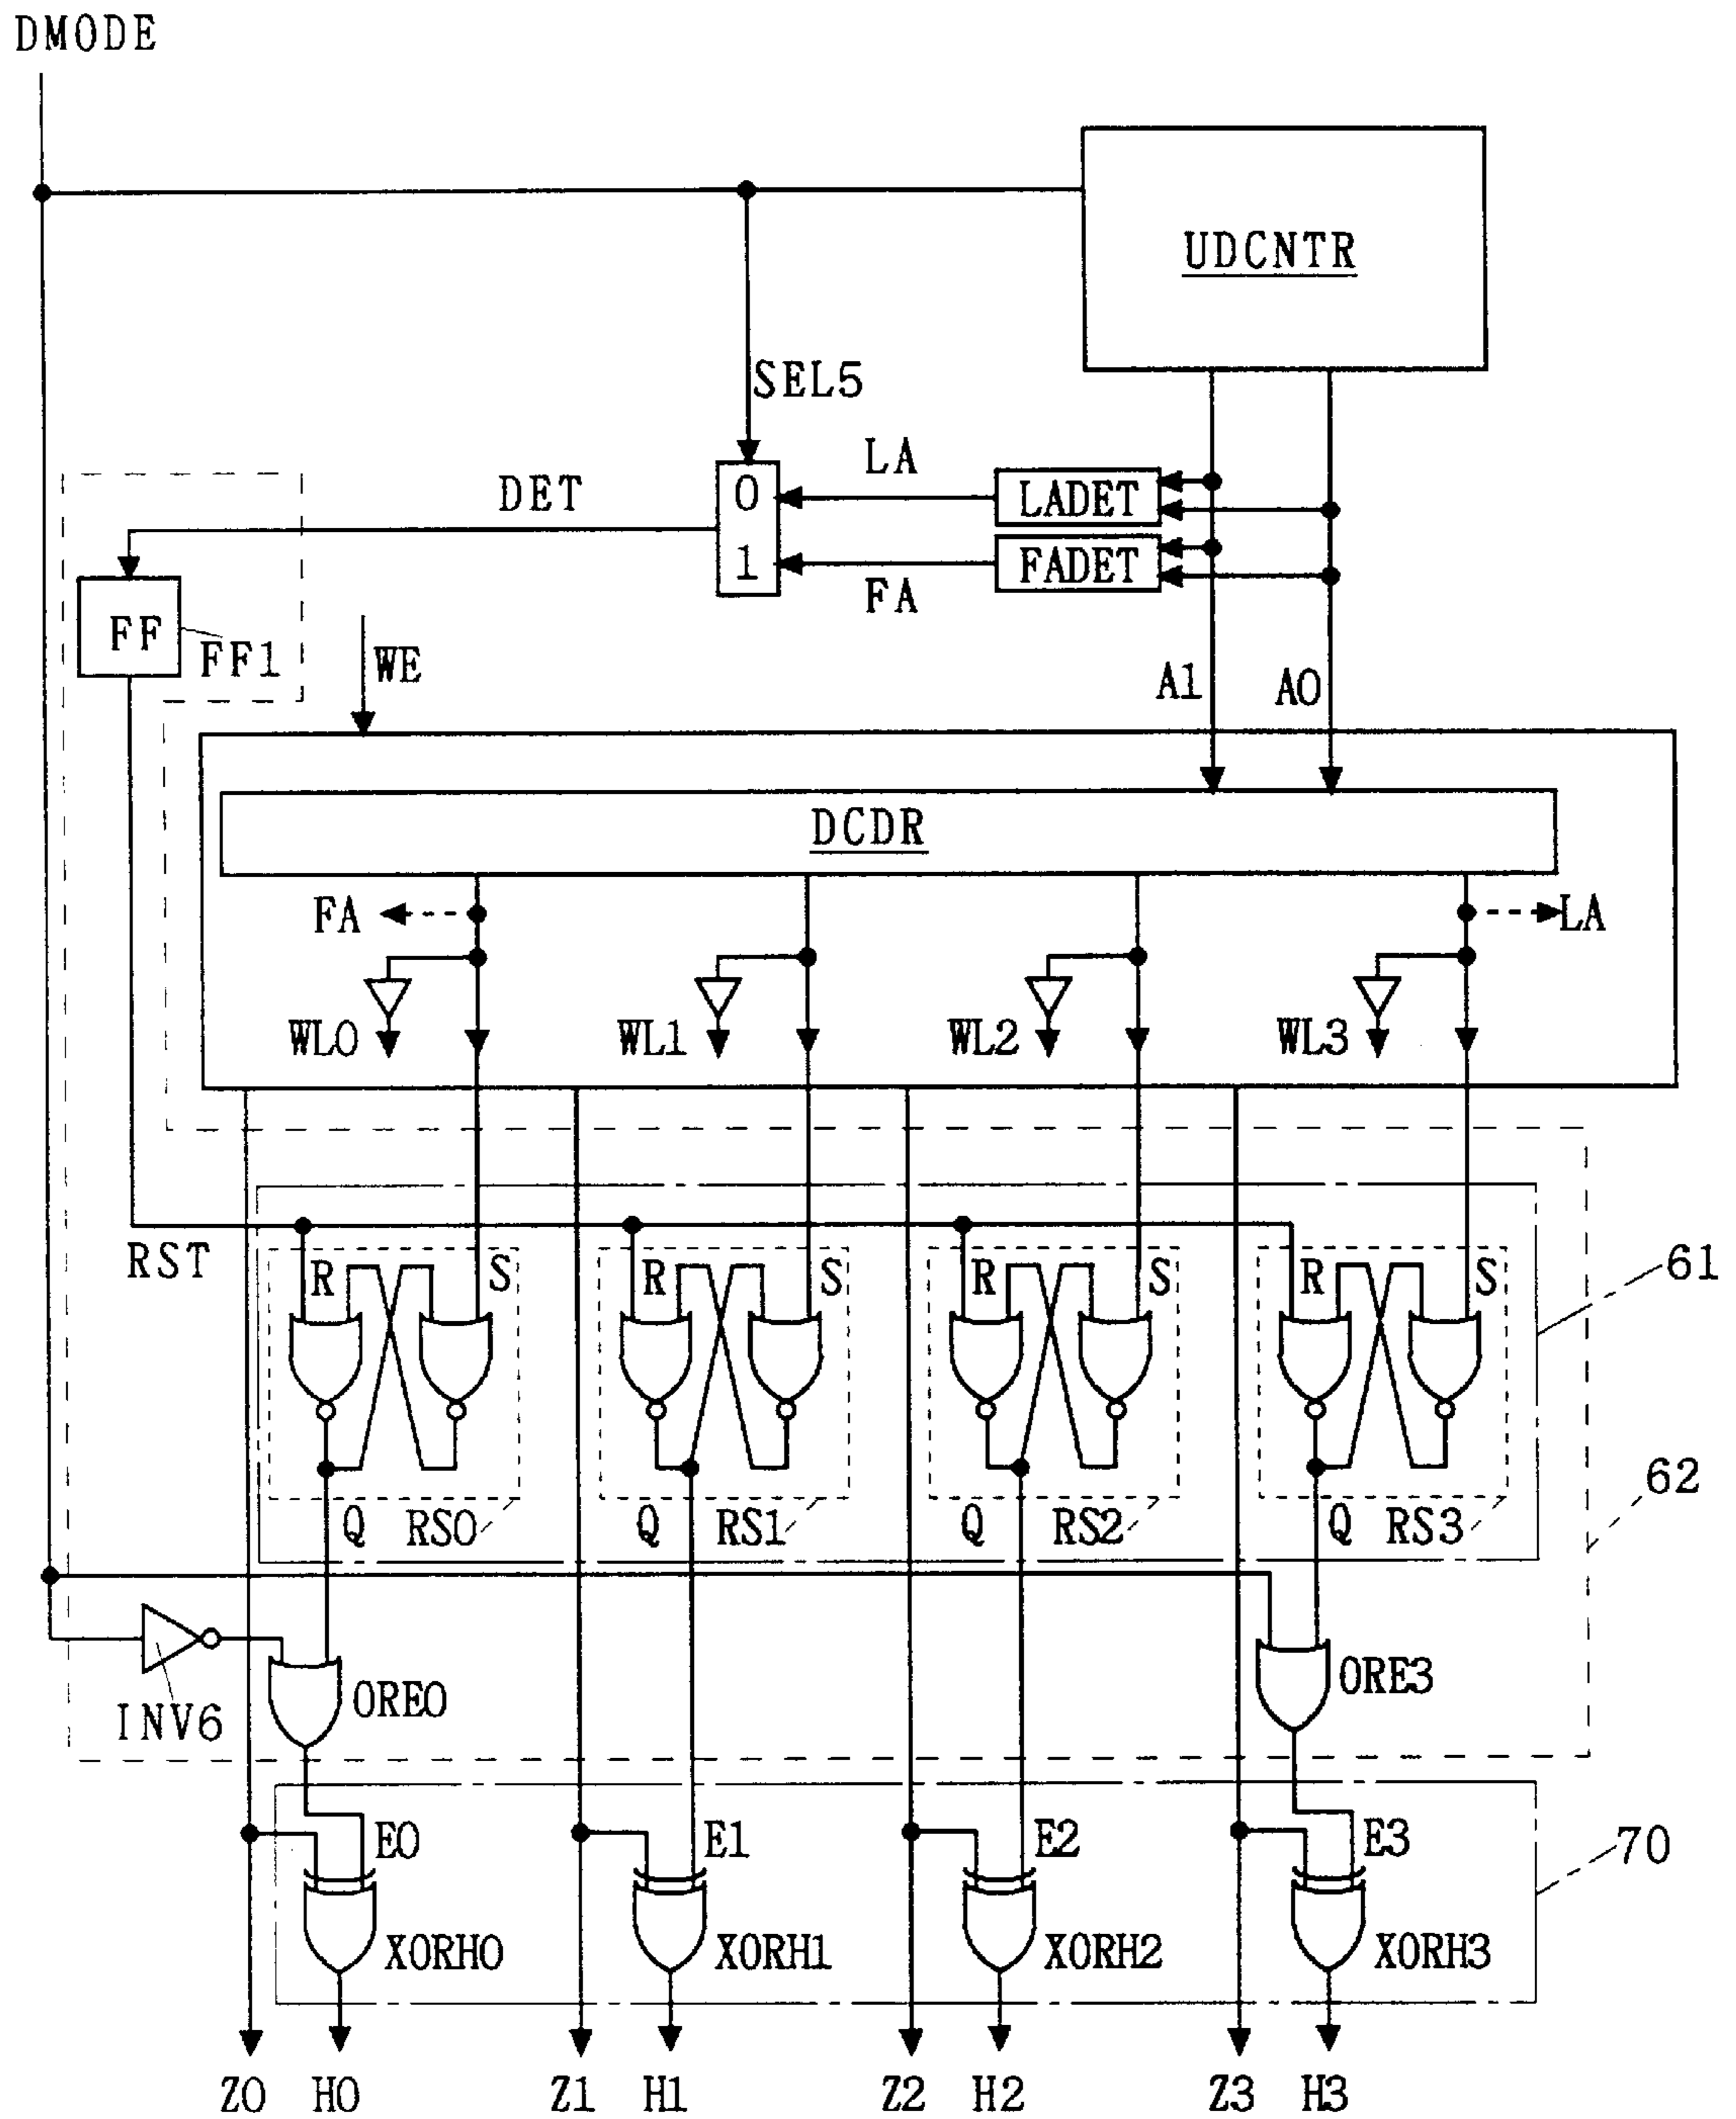 DMODE
UDCNTR
SEL5
LA
DET
0
LADET
1
FADET
FA
FF
FF1
WE
A1
A0
DCDR
FA
LA
WL0
WL1
WL2
WL3
RST
R
S
R
S
R
S
R
S
61
Q
RS0
Q
RS1
Q
RS2
Q
RS3
62
INV6
ORE0
ORE3
E0
E1
E2
E3
70
XORH0
XORH1
XORH2
XORH3
Z0
H0
Z1
H1
Z2
H2
Z3
H3